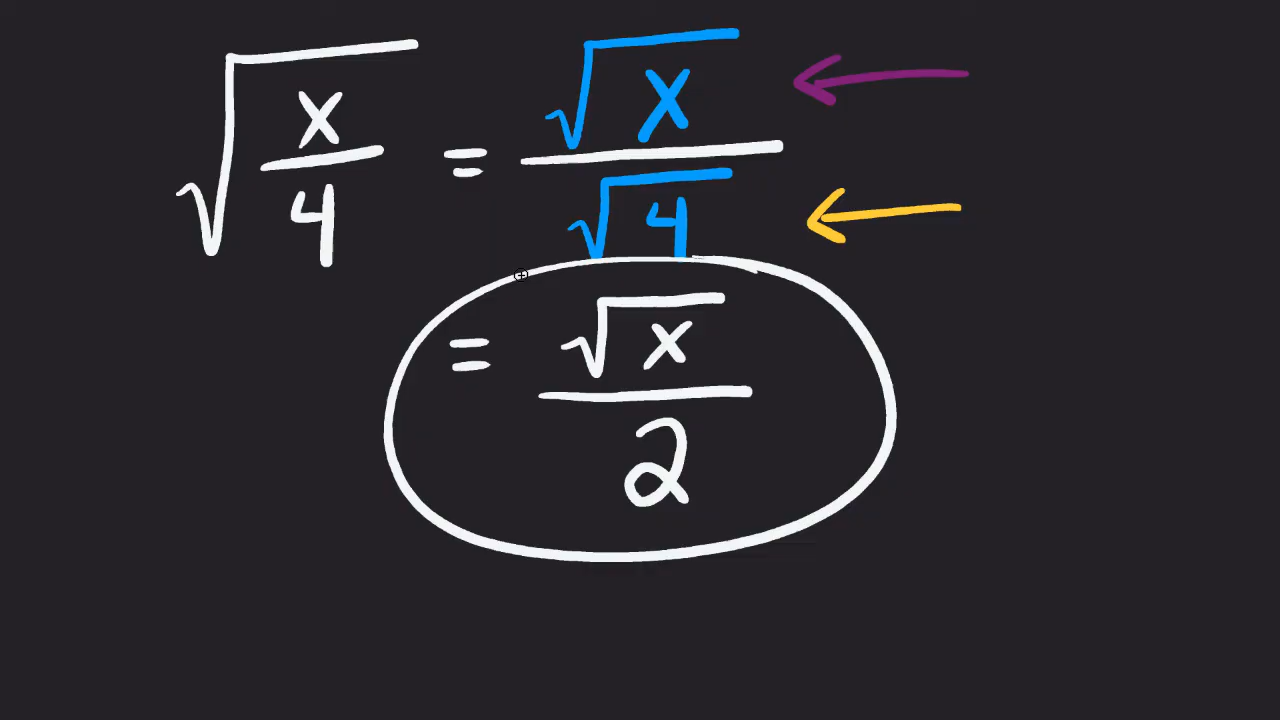 √(x/4) = √x/√4
= √x/2